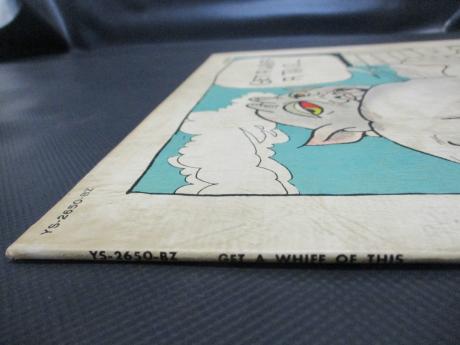 YS-2650-BZ
YS-2650-BZ GET A WHIFF OF THIS